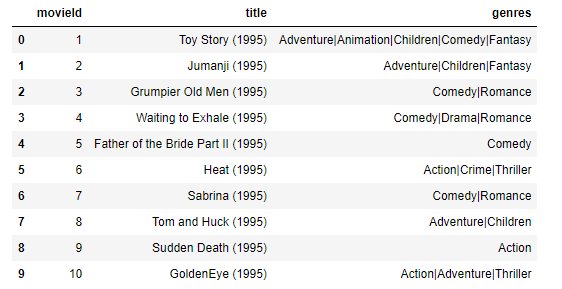 movieId title genres
0 1 Toy Story (1995) Adventure|Animation|Children|Comedy|Fantasy
1 2 Jumanji (1995) Adventure|Children|Fantasy
2 3 Grumpier Old Men (1995) Comedy|Romance
3 4 Waiting to Exhale (1995) Comedy|Drama|Romance
4 5 Father of the Bride Part II (1995) Comedy
5 6 Heat (1995) Action|Crime|Thriller
6 7 Sabrina (1995) Comedy|Romance
7 8 Tom and Huck (1995) Adventure|Children
8 9 Sudden Death (1995) Action
9 10 GoldenEye (1995) Action|Adventure|Thriller